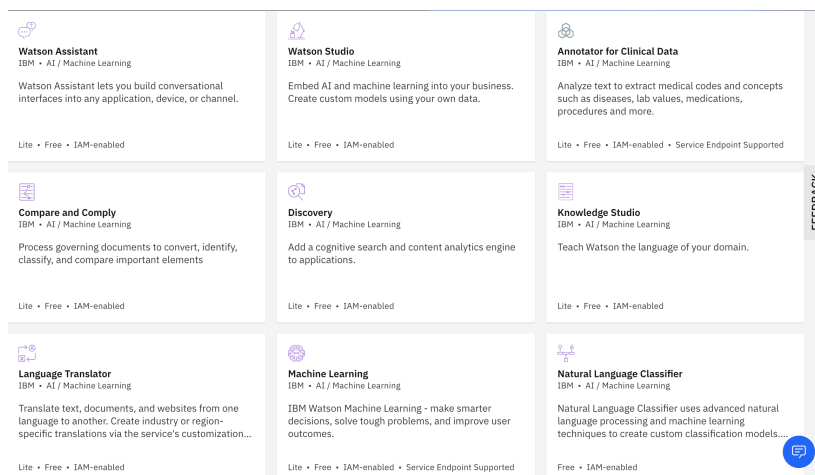 Watson Assistant
IBM • AI / Machine Learning
Watson Assistant lets you build conversational
interfaces into any application, device, or channel.
Lite • Free • IAM-enabled
Watson Studio
IBM • AI / Machine Learning
Embed AI and machine learning into your business.
Create custom models using your own data.
Lite • Free • IAM-enabled
Annotator for Clinical Data
IBM • AI / Machine Learning
Analyze text to extract medical codes and concepts
such as diseases, lab values, medications,
procedures and more.
Lite • Free • IAM-enabled • Service Endpoint Supported
Compare and Comply
IBM • AI / Machine Learning
Process governing documents to convert, identify,
classify, and compare important elements
Lite • Free • IAM-enabled
Discovery
IBM • AI / Machine Learning
Add a cognitive search and content analytics engine
to applications.
Lite • Free • IAM-enabled
Knowledge Studio
IBM • AI / Machine Learning
Teach Watson the language of your domain.
Lite • Free • IAM-enabled
FEEDBACK
Language Translator
IBM • AI / Machine Learning
Translate text, documents, and websites from one
language to another. Create industry or region-
specific translations via the service's customization...
Lite • Free • IAM-enabled
Machine Learning
IBM • AI / Machine Learning
IBM Watson Machine Learning - make smarter
decisions, solve tough problems, and improve user
outcomes.
Lite • Free • IAM-enabled • Service Endpoint Supported
Natural Language Classifier
IBM • AI / Machine Learning
Natural Language Classifier uses advanced natural
language processing and machine learning
techniques to create custom classification models....
Free • IAM-enabled